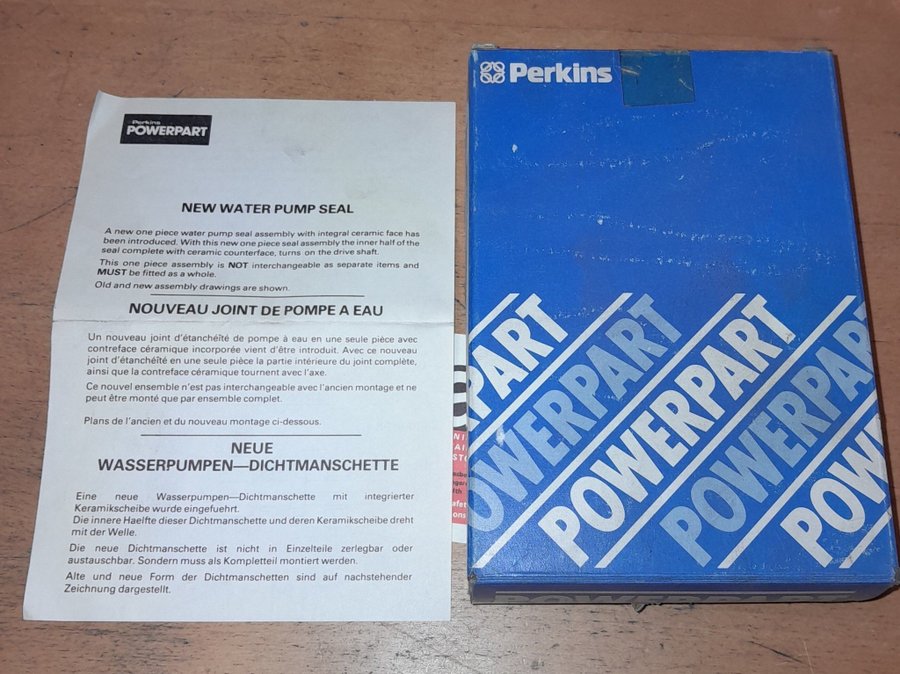 Perkins
POWERPART
NEW WATER PUMP SEAL
A new one piece water pump seal assembly with integral ceramic face has
been introduced. With this new one piece seal assembly the inner half of the
seal complete with ceramic counterface, turns on the drive shaft.
This one piece assembly is NOT interchangeable as separate items and
MUST be fitted as a whole.
Old and new assembly drawings are shown.
NOUVEAU JOINT DE POMPE A EAU
Un nouveau joint d'étanchéité de pompe à eau en une seule pièce avec
contreface céramique incorporée vient d'être introduit. Avec ce nouveau
joint d'étanchéîté en une seule pièce la partie intérieure du joint complète,
ainsi que la contreface céramique tournent avec l'axe.
Ce nouvel ensemble n'est pas interchangeable avec l'ancien montage et ne
peut être monté que par ensemble complet.
Plans de l'ancien et du nouveau montage ci-dessous.
NEUE
WASSERPUMPEN—DICHTMANSCHETTE
Eine neue Wasserpumpen—Dichtmanschette mit integrierter
Keramikscheibe wurde eingefuehrt.
Die innere Haelfte dieser Dichtmanschette und deren Keramikscheibe dreht
mit der Welle.
Die neue Dichtmanschette ist nicht in Einzelteile zerlegbar oder
austauschbar. Sondern muss als Kompletteil montiert werden.
Alte und neue Form der Dichtmanschetten sind auf nachstehender
Zeichnung dargestellt.
Perkins
PART
OWERPART
POWERPART
POWERPA
POW
POWERPART